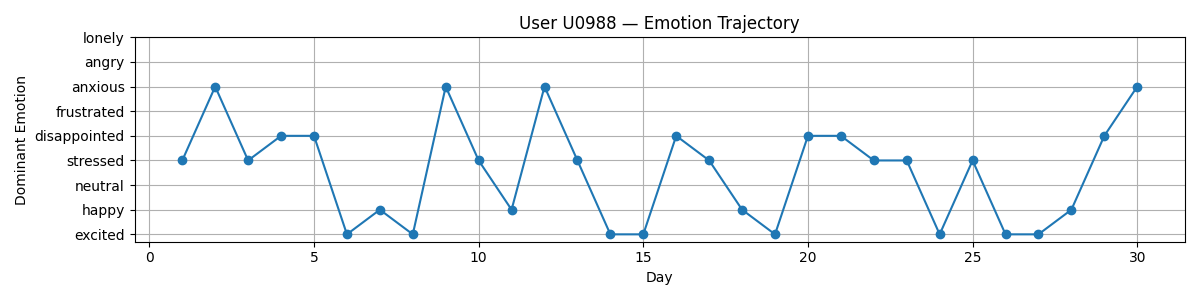 User U0988 — Emotion Trajectory
Dominant Emotion
lonely
angry
anxious
frustrated
disappointed
stressed
neutral
happy
excited
0 5 10 15 20 25 30
Day